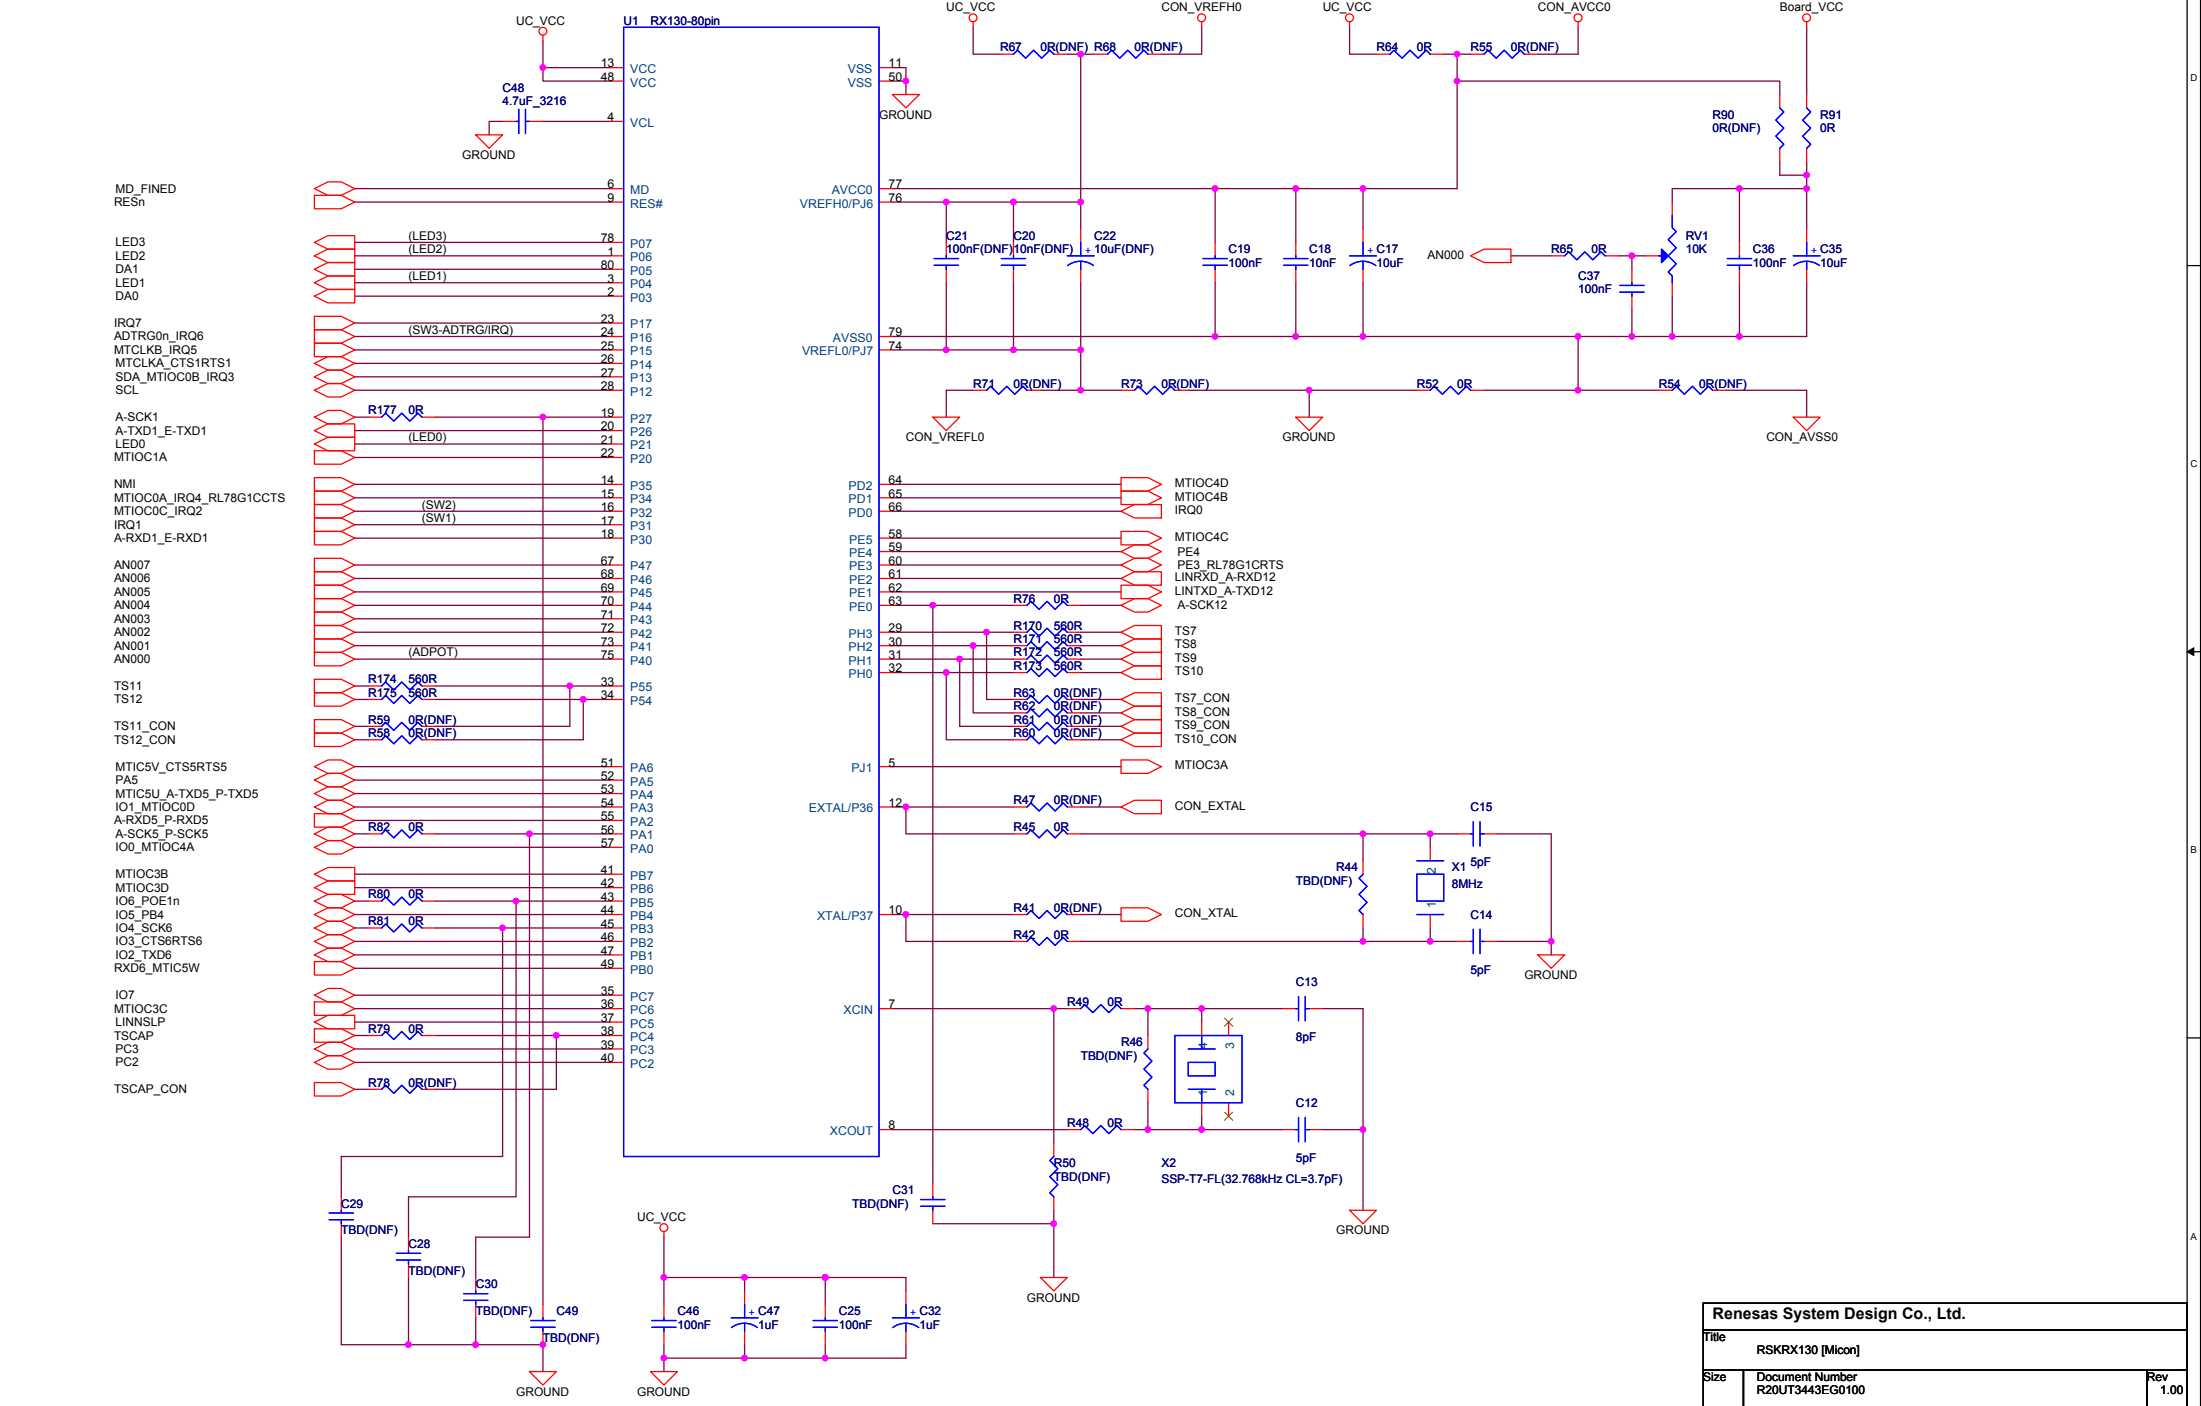 UC_VCC
U1 RX130-80pin
13 VCC
48 VCC
C48
4.7uF_3216
4 VCL
GROUND
VSS 11
VSS 50
GROUND
UC_VCC
CON_VREFH0
R67 0R(DNF) R68 0R(DNF)
UC_VCC
CON_AVCC0
R64 0R R55 0R(DNF)
Board_VCC
R90
0R(DNF)
R91
0R
MD_FINED 6 MD
RESn 9 RES#
LED3 (LED3) 78 P07
LED2 (LED2) 1 P06
DA1 80 P05
LED1 (LED1) 3 P04
DA0 2 P03
IRQ7 23 P17
ADTRG0n_IRQ6 (SW3-ADTRG/IRQ) 24 P16
MTCLKB_IRQ5 25 P15
MTCLKA_CTS1RTS1 26 P14
SDA_MTIOC0B_IRQ3 27 P13
SCL 28 P12
A-SCK1 R177 0R 19 P27
A-TXD1_E-TXD1 20 P26
LED0 (LED0) 21 P21
MTIOC1A 22 P20
NMI 14 P35
MTIOC0A_IRQ4_RL78G1CCTS 15 P34
MTIOC0C_IRQ2 (SW2) 16 P32
IRQ1 (SW1) 17 P31
A-RXD1_E-RXD1 18 P30
AN007 67 P47
AN006 68 P46
AN005 69 P45
AN004 70 P44
AN003 71 P43
AN002 72 P42
AN001 73 P41
AN000 (ADPOT) 75 P40
TS11 R174 560R 33 P55
TS12 R175 560R 34 P54
TS11_CON R59 0R(DNF)
TS12_CON R58 0R(DNF)
MTIC5V_CTS5RTS5 51 PA6
PA5 52 PA5
MTIC5U_A-TXD5_P-TXD5 53 PA4
IO1_MTIOC0D 54 PA3
A-RXD5_P-RXD5 55 PA2
A-SCK5_P-SCK5 R82 0R 56 PA1
IO0_MTIOC4A 57 PA0
MTIOC3B 41 PB7
MTIOC3D 42 PB6
IO6_POE1n R80 0R 43 PB5
IO5_PB4 44 PB4
IO4_SCK6 R81 0R 45 PB3
IO3_CTS6RTS6 46 PB2
IO2_TXD6 47 PB1
RXD6_MTIC5W 49 PB0
IO7 35 PC7
MTIOC3C 36 PC6
LINNSLP 37 PC5
TSCAP R79 0R 38 PC4
PC3 39 PC3
PC2 40 PC2
TSCAP_CON R78 0R(DNF)
AVCC0 77
VREFH0/PJ6 76
C21
100nF(DNF)
C20
10nF(DNF)
+ C22
10uF(DNF)
C19
100nF
C18
10nF
+ C17
10uF
AN000 R65 0R
C37
100nF
RV1
10K
C36
100nF
+ C35
10uF
AVSS0 79
VREFL0/PJ7 74
R71 0R(DNF) R73 0R(DNF) R52 0R R54 0R(DNF)
CON_VREFL0
GROUND
CON_AVSS0
PD2 64 MTIOC4D
PD1 65 MTIOC4B
PD0 66 IRQ0
PE5 58 MTIOC4C
PE4 59 PE4
PE3 60 PE3_RL78G1CRTS
PE2 61 LINRXD_A-RXD12
PE1 62 LINTXD_A-TXD12
PE0 63 R76 0R A-SCK12
PH3 29 R170 560R TS7
PH2 30 R171 560R TS8
PH1 31 R172 560R TS9
PH0 32 R173 560R TS10
R63 0R(DNF) TS7_CON
R62 0R(DNF) TS8_CON
R61 0R(DNF) TS9_CON
R60 0R(DNF) TS10_CON
PJ1 5 MTIOC3A
EXTAL/P36 12 R47 0R(DNF) CON_EXTAL
R45 0R
C15
5pF
R44
TBD(DNF)
2
1
X1
8MHz
XTAL/P37 10 R41 0R(DNF) CON_XTAL
R42 0R
C14
5pF
GROUND
XCIN 7 R49 0R
C13
8pF
R46
TBD(DNF)
4 3
1 2
C12
5pF
XCOUT 8 R48 0R
R50
TBD(DNF)
X2
SSP-T7-FL(32.768kHz CL=3.7pF)
C31
TBD(DNF)
GROUND
GROUND
C29
TBD(DNF)
C28
TBD(DNF)
C30
TBD(DNF)
C49
TBD(DNF)
GROUND
UC_VCC
C46
100nF
+ C47
1uF
C25
100nF
+ C32
1uF
GROUND
D
C
B
A
Renesas System Design Co., Ltd.
Title
RSKRX130 [Micon]
Size Document Number Rev
R20UT3443EG0100 1.00